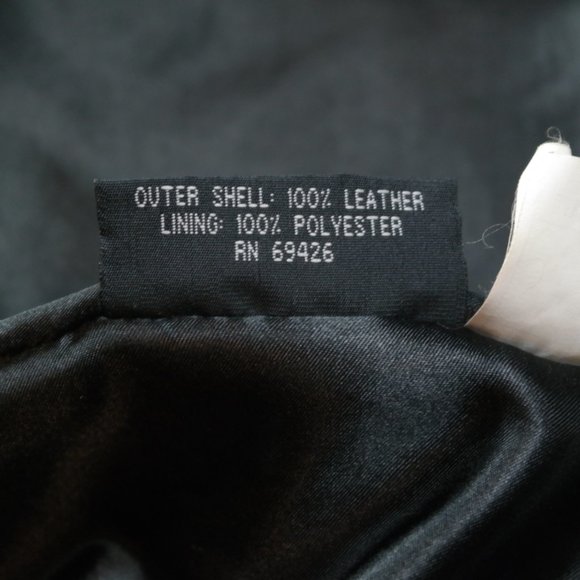 OUTER SHELL: 100% LEATHER
LINING: 100% POLYESTER
RN 69426